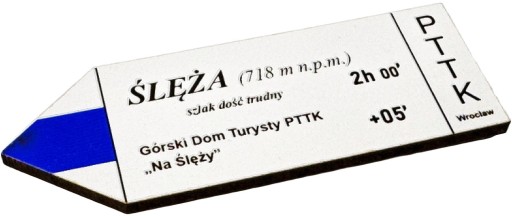 ŚLĘŻA (718 m n.p.m.) 2h 00'
szlak dość trudny
Górski Dom Turysty PTTK +05'
„Na Ślęży"
PTTK
Wrocław